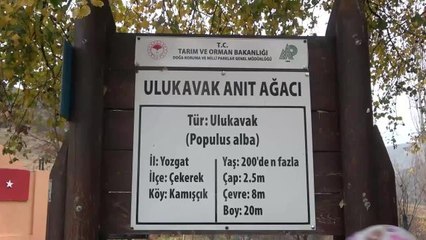 T.C.
TARIM VE ORMAN BAKANLIĞI
DOĞA KORUMA VE MİLLİ PARKLAR GENEL MÜDÜRLÜĞÜ
ULUKAVAK ANIT AĞACI
Tür: Ulukavak
(Populus alba)
İl: Yozgat
İlçe: Çekerek
Köy: Kamışçık
Yaş: 200'de n fazla
Çap: 2.5m
Çevre: 8m
Boy: 20m